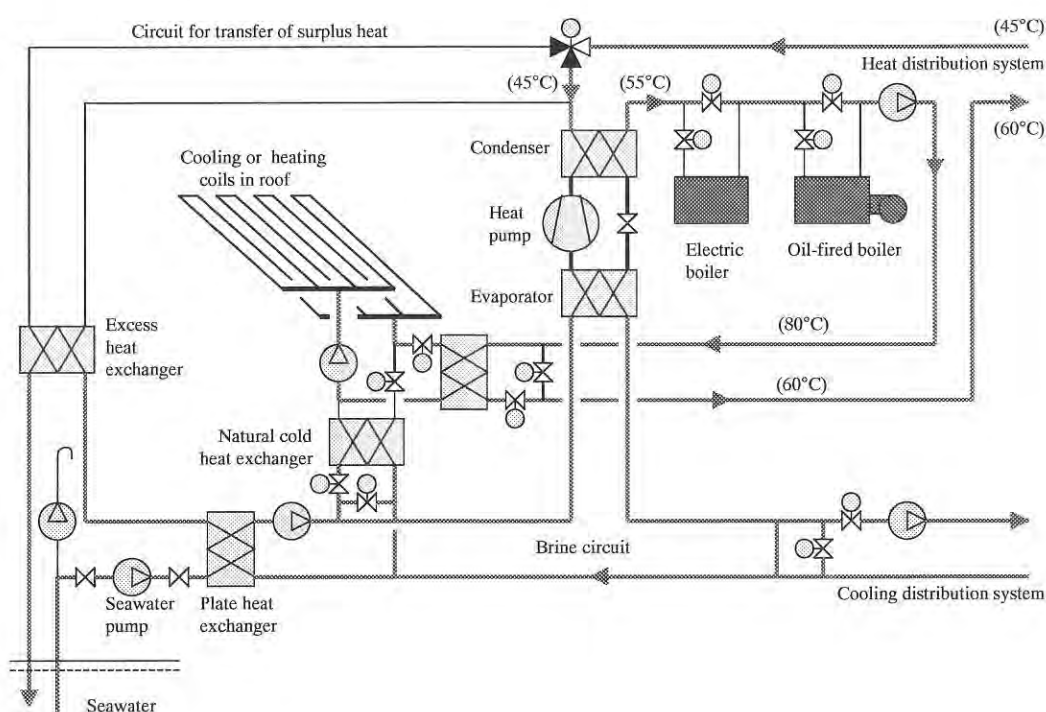 Circuit for transfer of surplus heat
(45°C)
Heat distribution system
(45°C)
(55°C)
(60°C)
Condenser
Cooling or heating
coils in roof
Heat
pump
Electric
boiler
Oil-fired boiler
Evaporator
Excess
heat
exchanger
(80°C)
(60°C)
Natural cold
heat exchanger
Brine circuit
Seawater
pump
Plate heat
exchanger
Cooling distribution system
Seawater